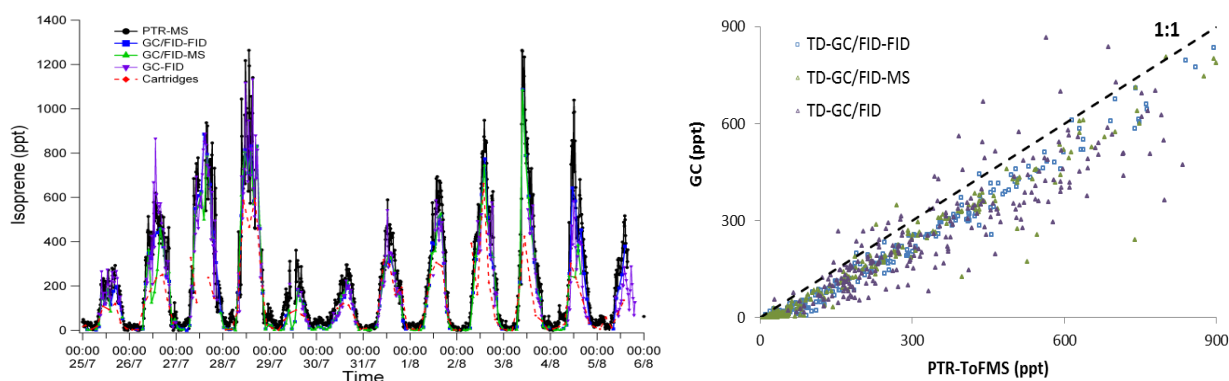 1400
1200
1000
800
600
400
200
0
Isoprene (ppt)
PTR-MS
GC/FID-FID
GC/FID-MS
GC-FID
Cartridges
00:00 00:00 00:00 00:00 00:00 00:00 00:00 00:00 00:00 00:00 00:00 00:00 00:00
25/7 26/7 27/7 28/7 29/7 30/7 31/7 1/8 2/8 3/8 4/8 5/8 6/8
Time
1:1
TD-GC/FID-FID
TD-GC/FID-MS
TD-GC/FID
GC (ppt)
900
600
300
0
0 300 600 900
PTR-ToFMS (ppt)